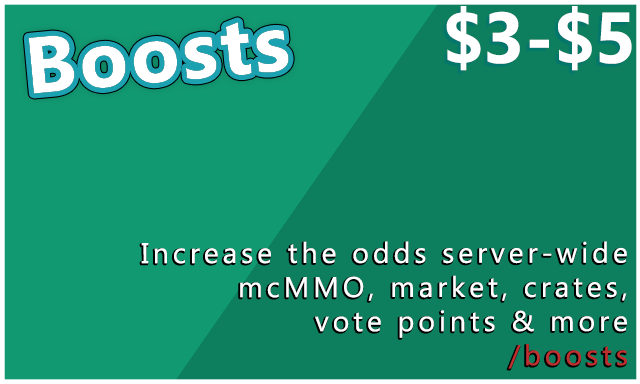 Boosts
$3-$5
Increase the odds server-wide
mcMMO, market, crates,
vote points & more
/boosts